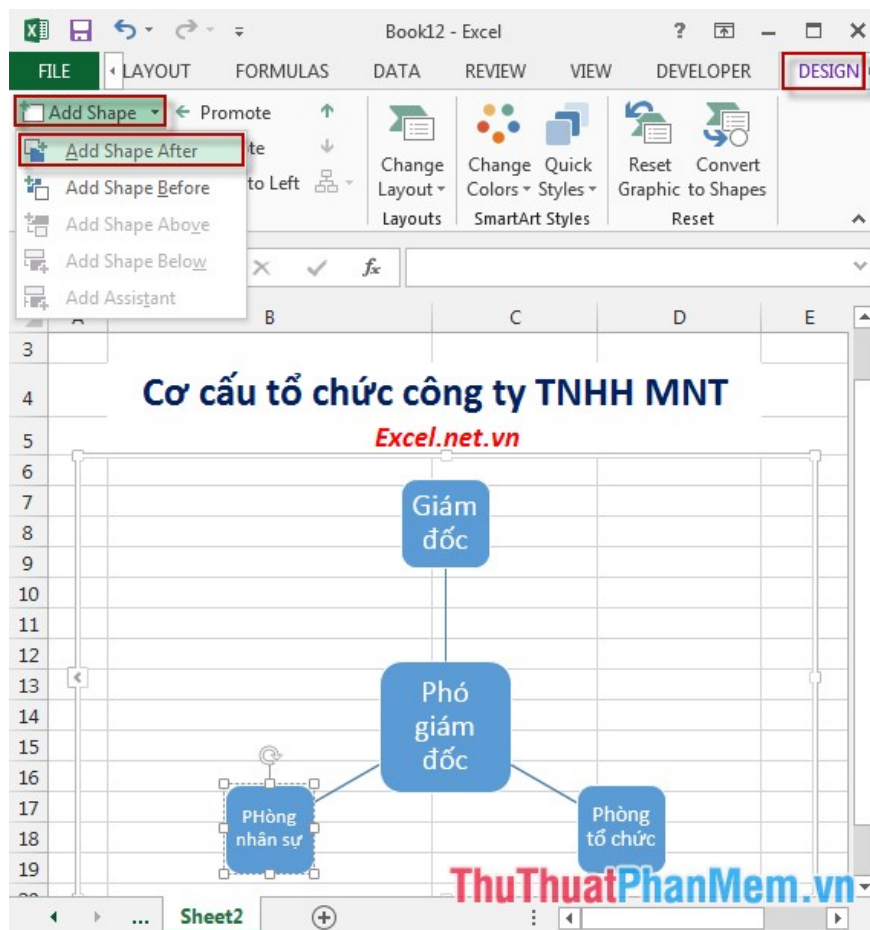 Book12 - Excel
?
FILE LAYOUT FORMULAS DATA REVIEW VIEW DEVELOPER DESIGN
Add Shape Promote
Add Shape After
Add Shape Before
to Left
Add Shape Above
Add Shape Below
Add Assistant
Change Layout
Change Colors
Quick Styles
Reset Graphic
Convert to Shapes
Layouts SmartArt Styles Reset
fx
A B C D E
3
4 Cơ cấu tổ chức công ty TNHH MNT
5 Excel.net.vn
6
7 Giám
8 đốc
9
10
11
12
13 Phó
14 giám
15 đốc
16
17 PHòng Phòng
18 nhân sự tổ chức
19
ThuThuatPhanMem.vn
... Sheet2